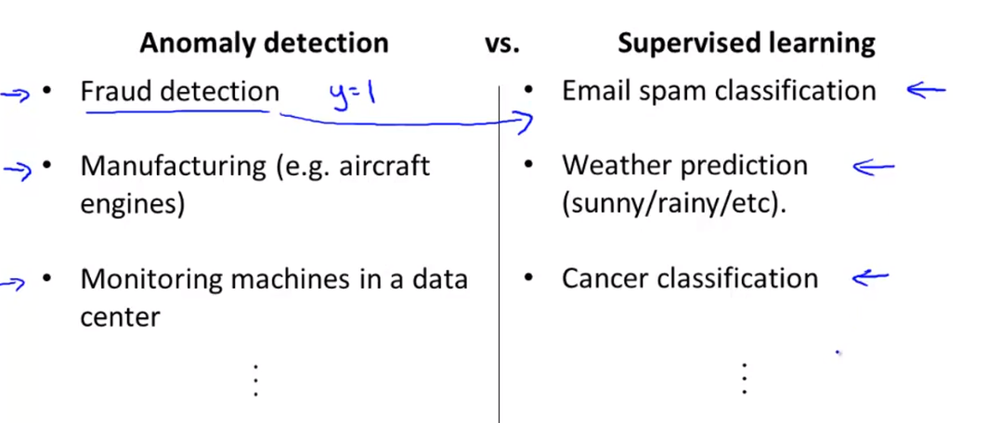 Anomaly detection vs. Supervised learning
• Fraud detection y=1
• Manufacturing (e.g. aircraft
engines)
• Monitoring machines in a data
center
• Email spam classification
• Weather prediction
(sunny/rainy/etc).
• Cancer classification